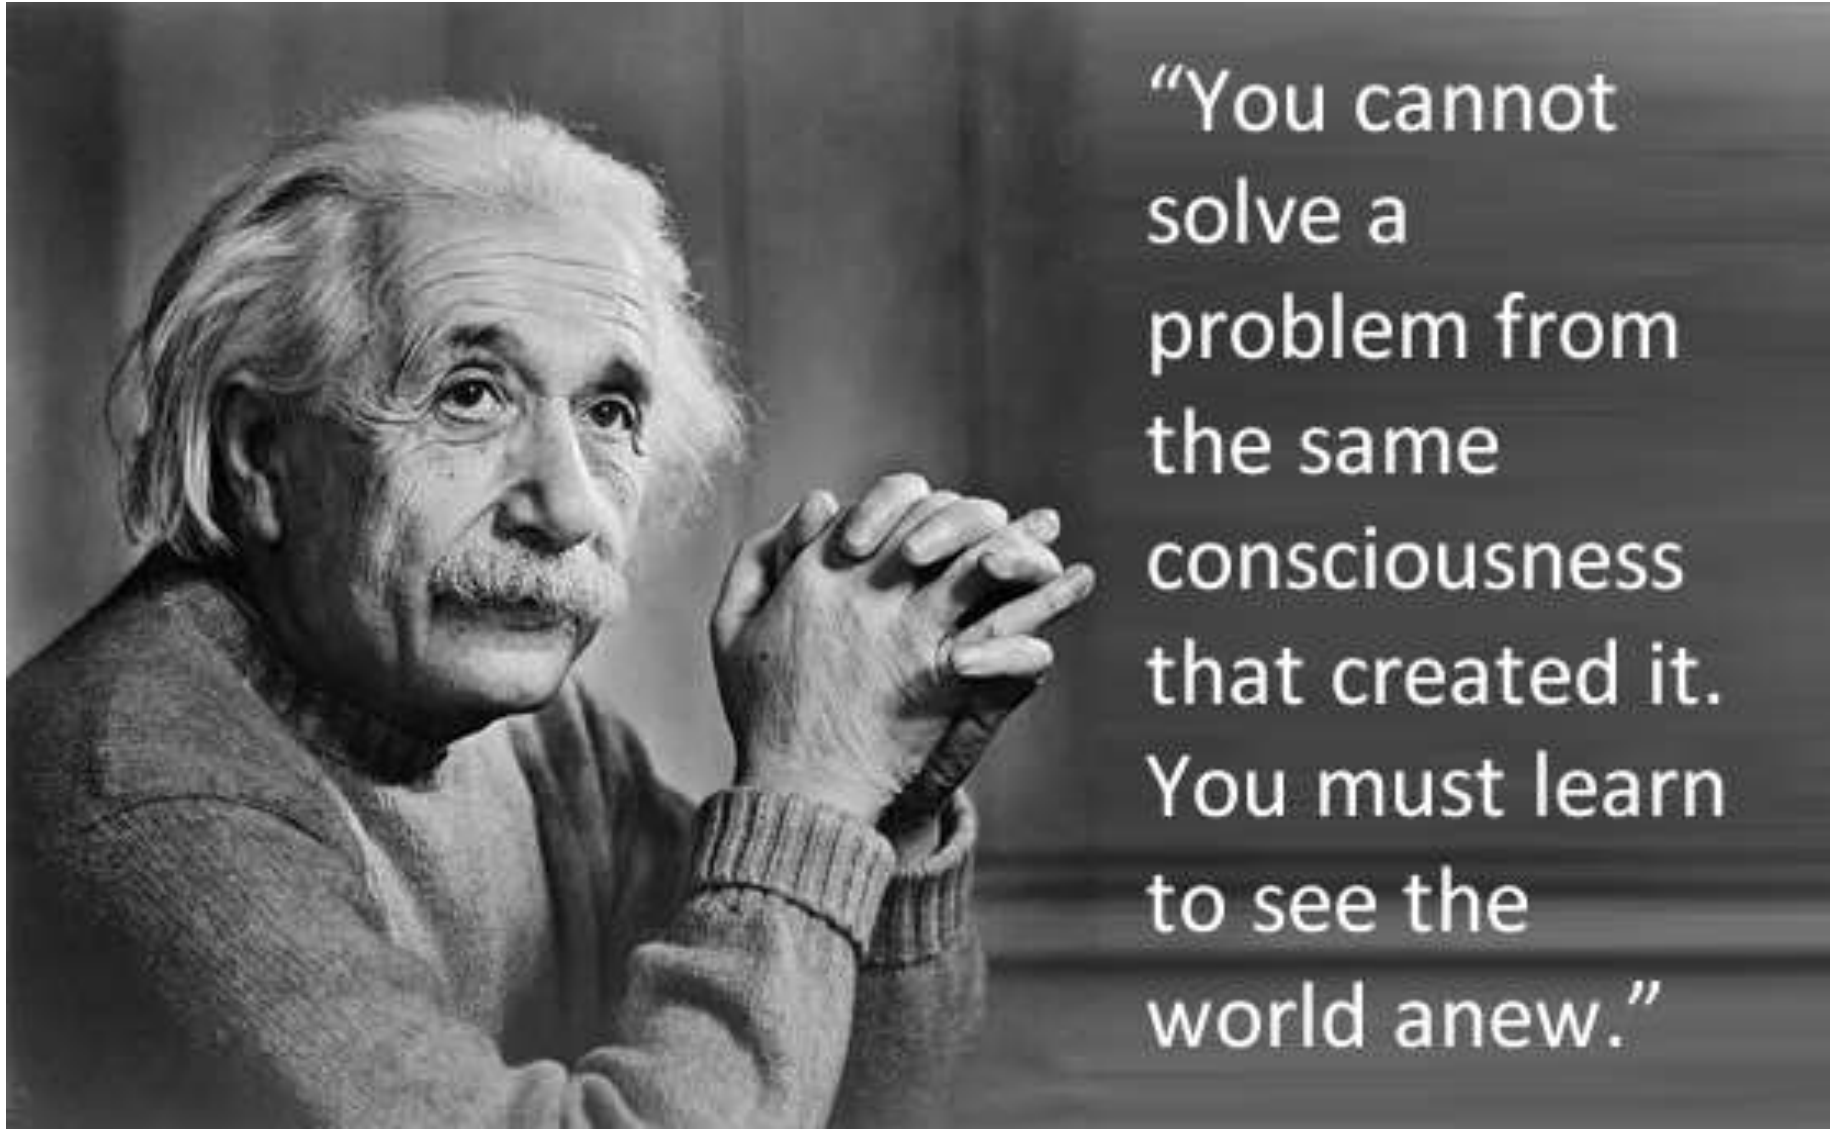 “You cannot
solve a
problem from
the same
consciousness
that created it.
You must learn
to see the
world anew.”